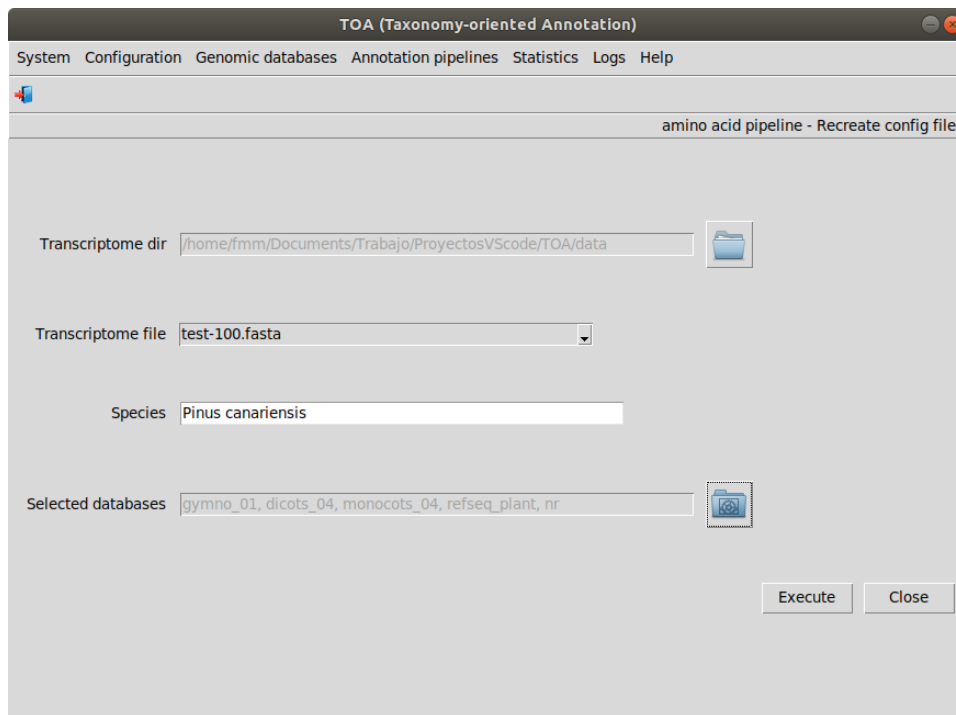 TOA (Taxonomy-oriented Annotation)
System Configuration Genomic databases Annotation pipelines Statistics Logs Help
amino acid pipeline - Recreate config file
Transcriptome dir /home/fmm/Documents/Trabajo/ProyectosVScode/TOA/data
Transcriptome file test-100.fasta
Species Pinus canariensis
Selected databases gymno_01, dicots_04, monocots_04, refseq_plant, nr
Execute Close